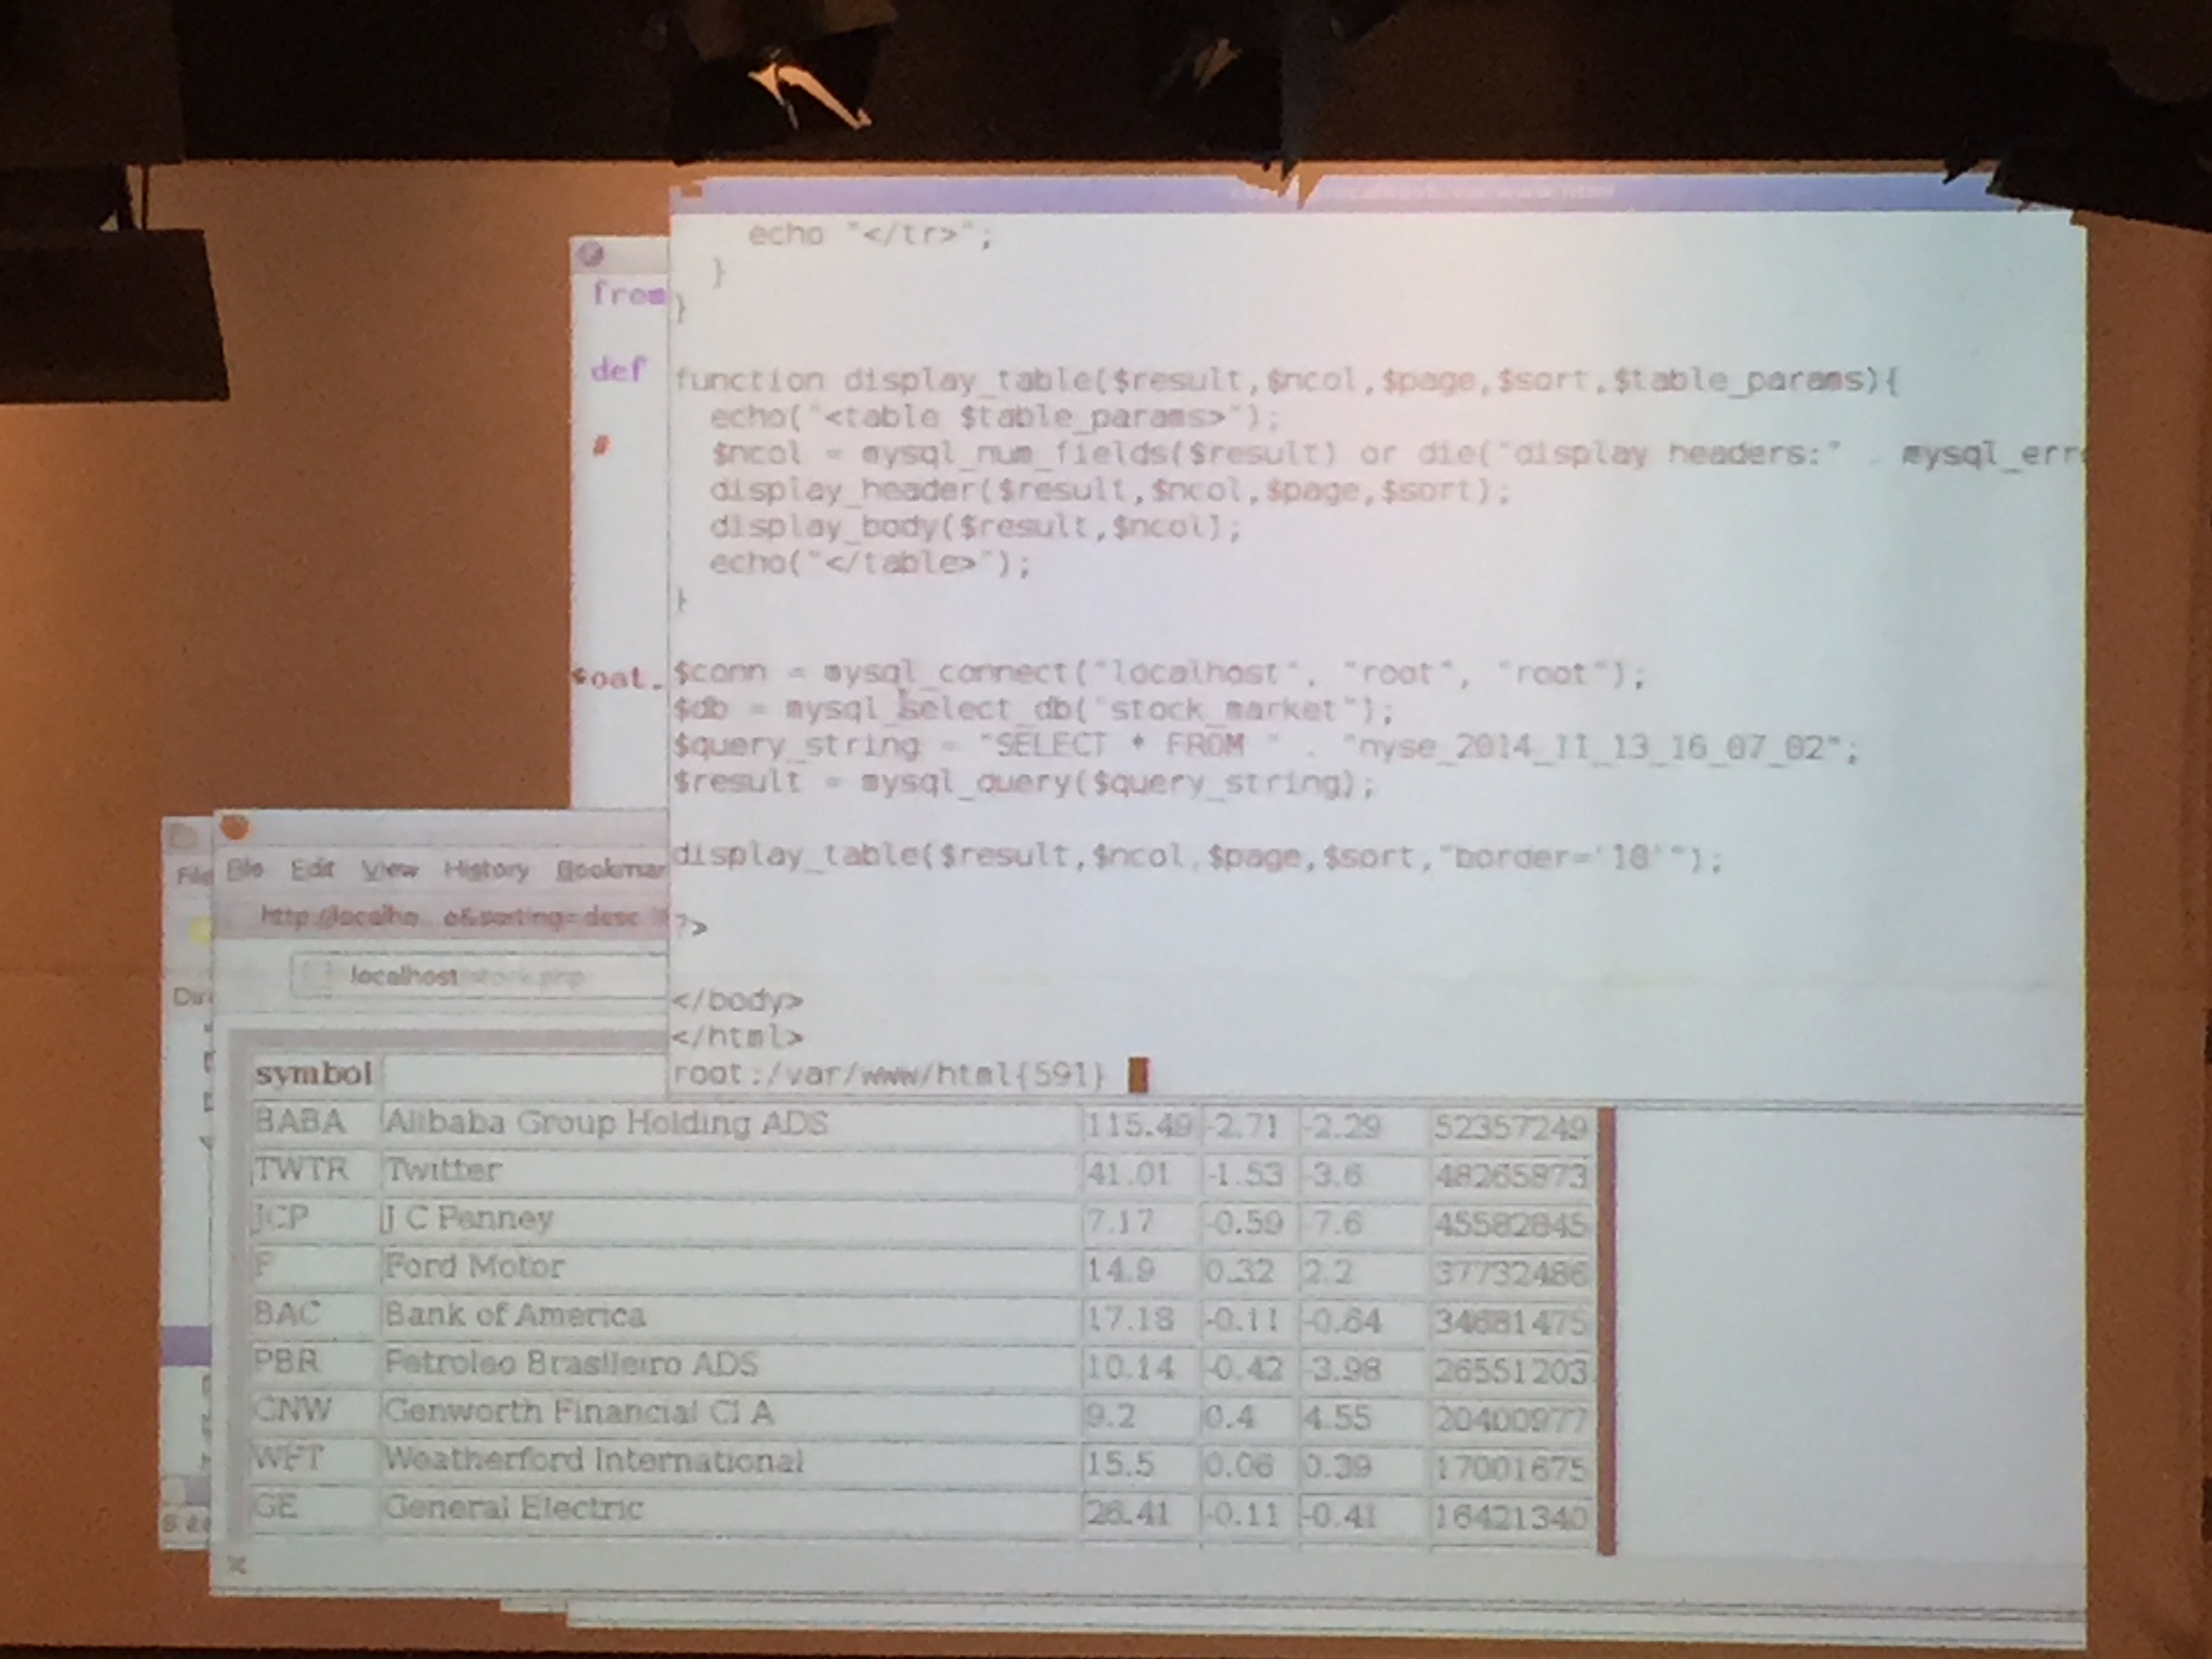 echo "</tr>";
}
}
from
def
#
function display_table($result,$ncol,$page,$sort,$table_params){
echo("<table $table_params>");
$ncol = mysql_num_fields($result) or die("display headers:" . mysql_erro
display_header($result,$ncol,$page,$sort);
display_body($result,$ncol);
echo("</table>");
}
$conn = mysql_connect("localhost", "root", "root");
$db = mysql_select_db("stock_market");
$query_string = "SELECT * FROM " . "nyse_2014_11_13_16_07_02";
$result = mysql_query($query_string);
display_table($result,$ncol,$page,$sort,"border='10'");
?>
</body>
</html>
root:/var/www/html{591}
File
File Edit View History Bookmar
http://localho...o&sorting=desc
localhost/stock.php
Dir
symbol
BABA Alibaba Group Holding ADS 115.49 -2.71 -2.29 52357249
TWTR Twitter 41.01 -1.53 -3.6 48265873
JCP J C Penney 7.17 -0.59 -7.6 45582845
F Ford Motor 14.9 0.32 2.2 37732486
BAC Bank of America 17.18 -0.11 -0.64 34681475
PBR Petroleo Brasileiro ADS 10.14 -0.42 -3.98 26551203
GNW Genworth Financial Cl A 9.2 0.4 4.55 20400977
WFT Weatherford International 15.5 0.06 0.39 17001675
GE General Electric 26.41 -0.11 -0.41 16421340